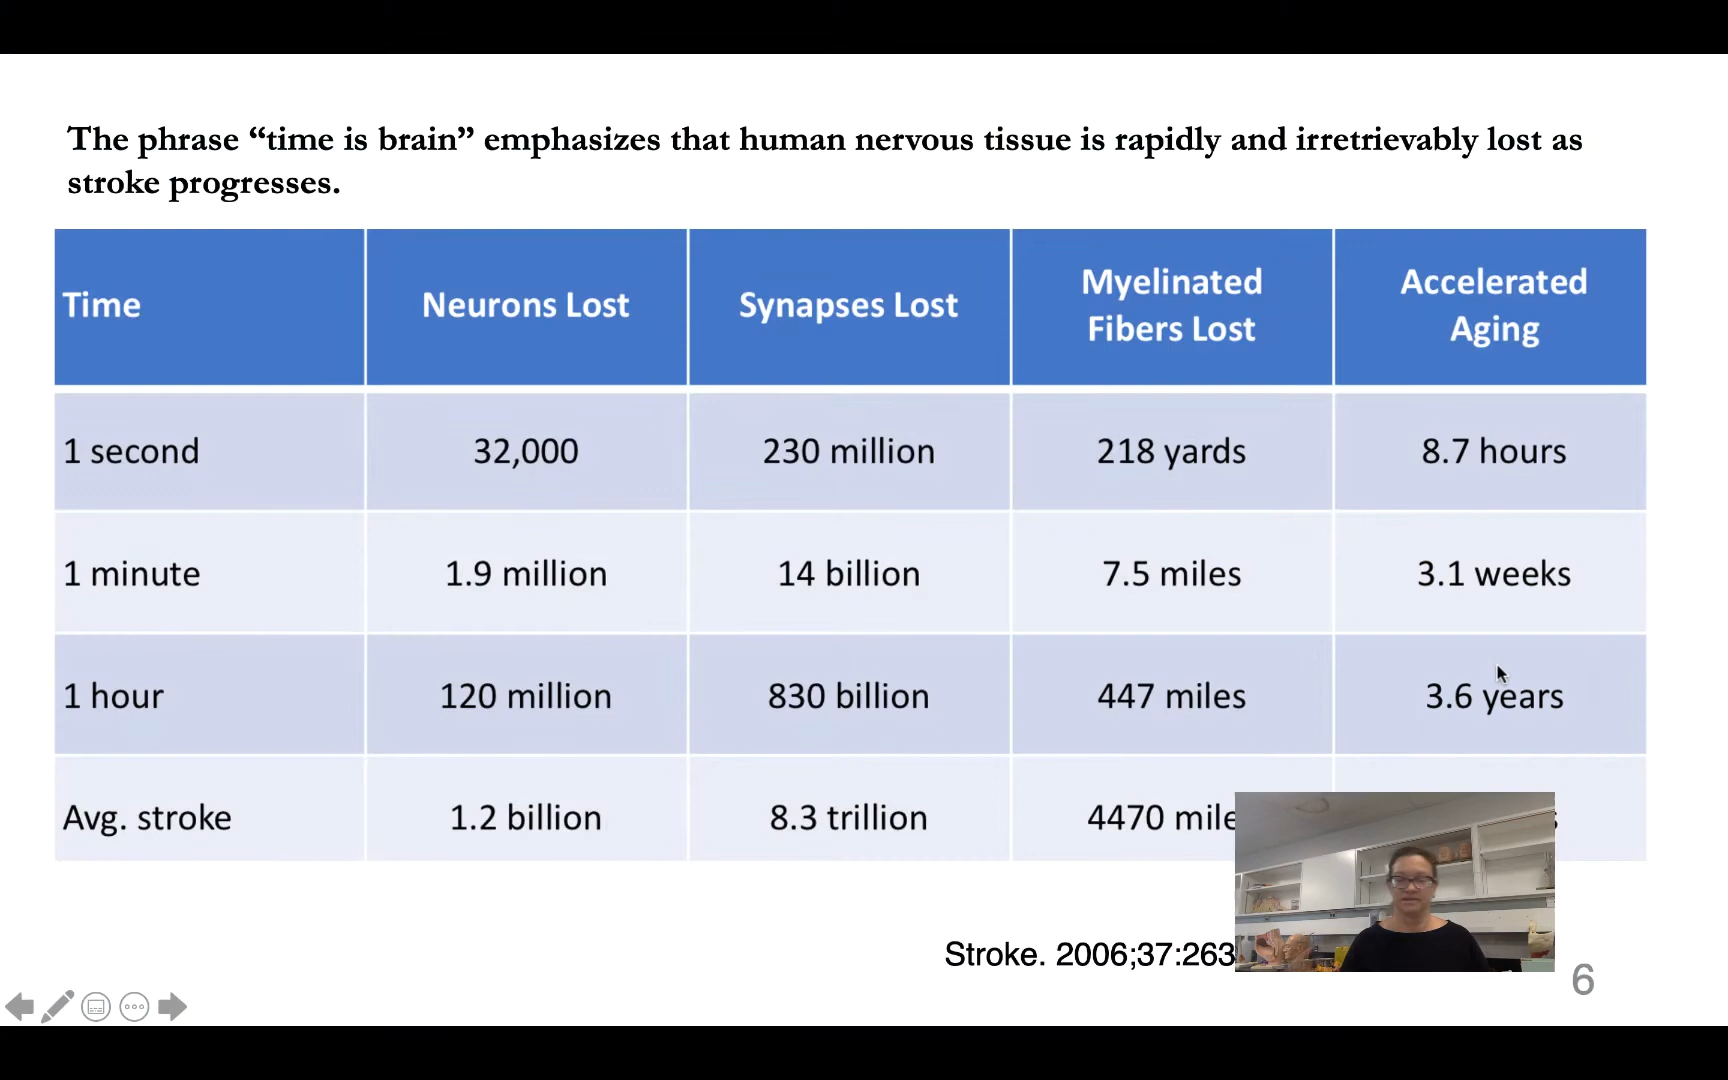 The phrase “time is brain” emphasizes that human nervous tissue is rapidly and irretrievably lost as
stroke progresses.
Time Neurons Lost Synapses Lost Myelinated Fibers Lost Accelerated Aging
1 second 32,000 230 million 218 yards 8.7 hours
1 minute 1.9 million 14 billion 7.5 miles 3.1 weeks
1 hour 120 million 830 billion 447 miles 3.6 years
Avg. stroke 1.2 billion 8.3 trillion 4470
Stroke. 2006;37:263
6